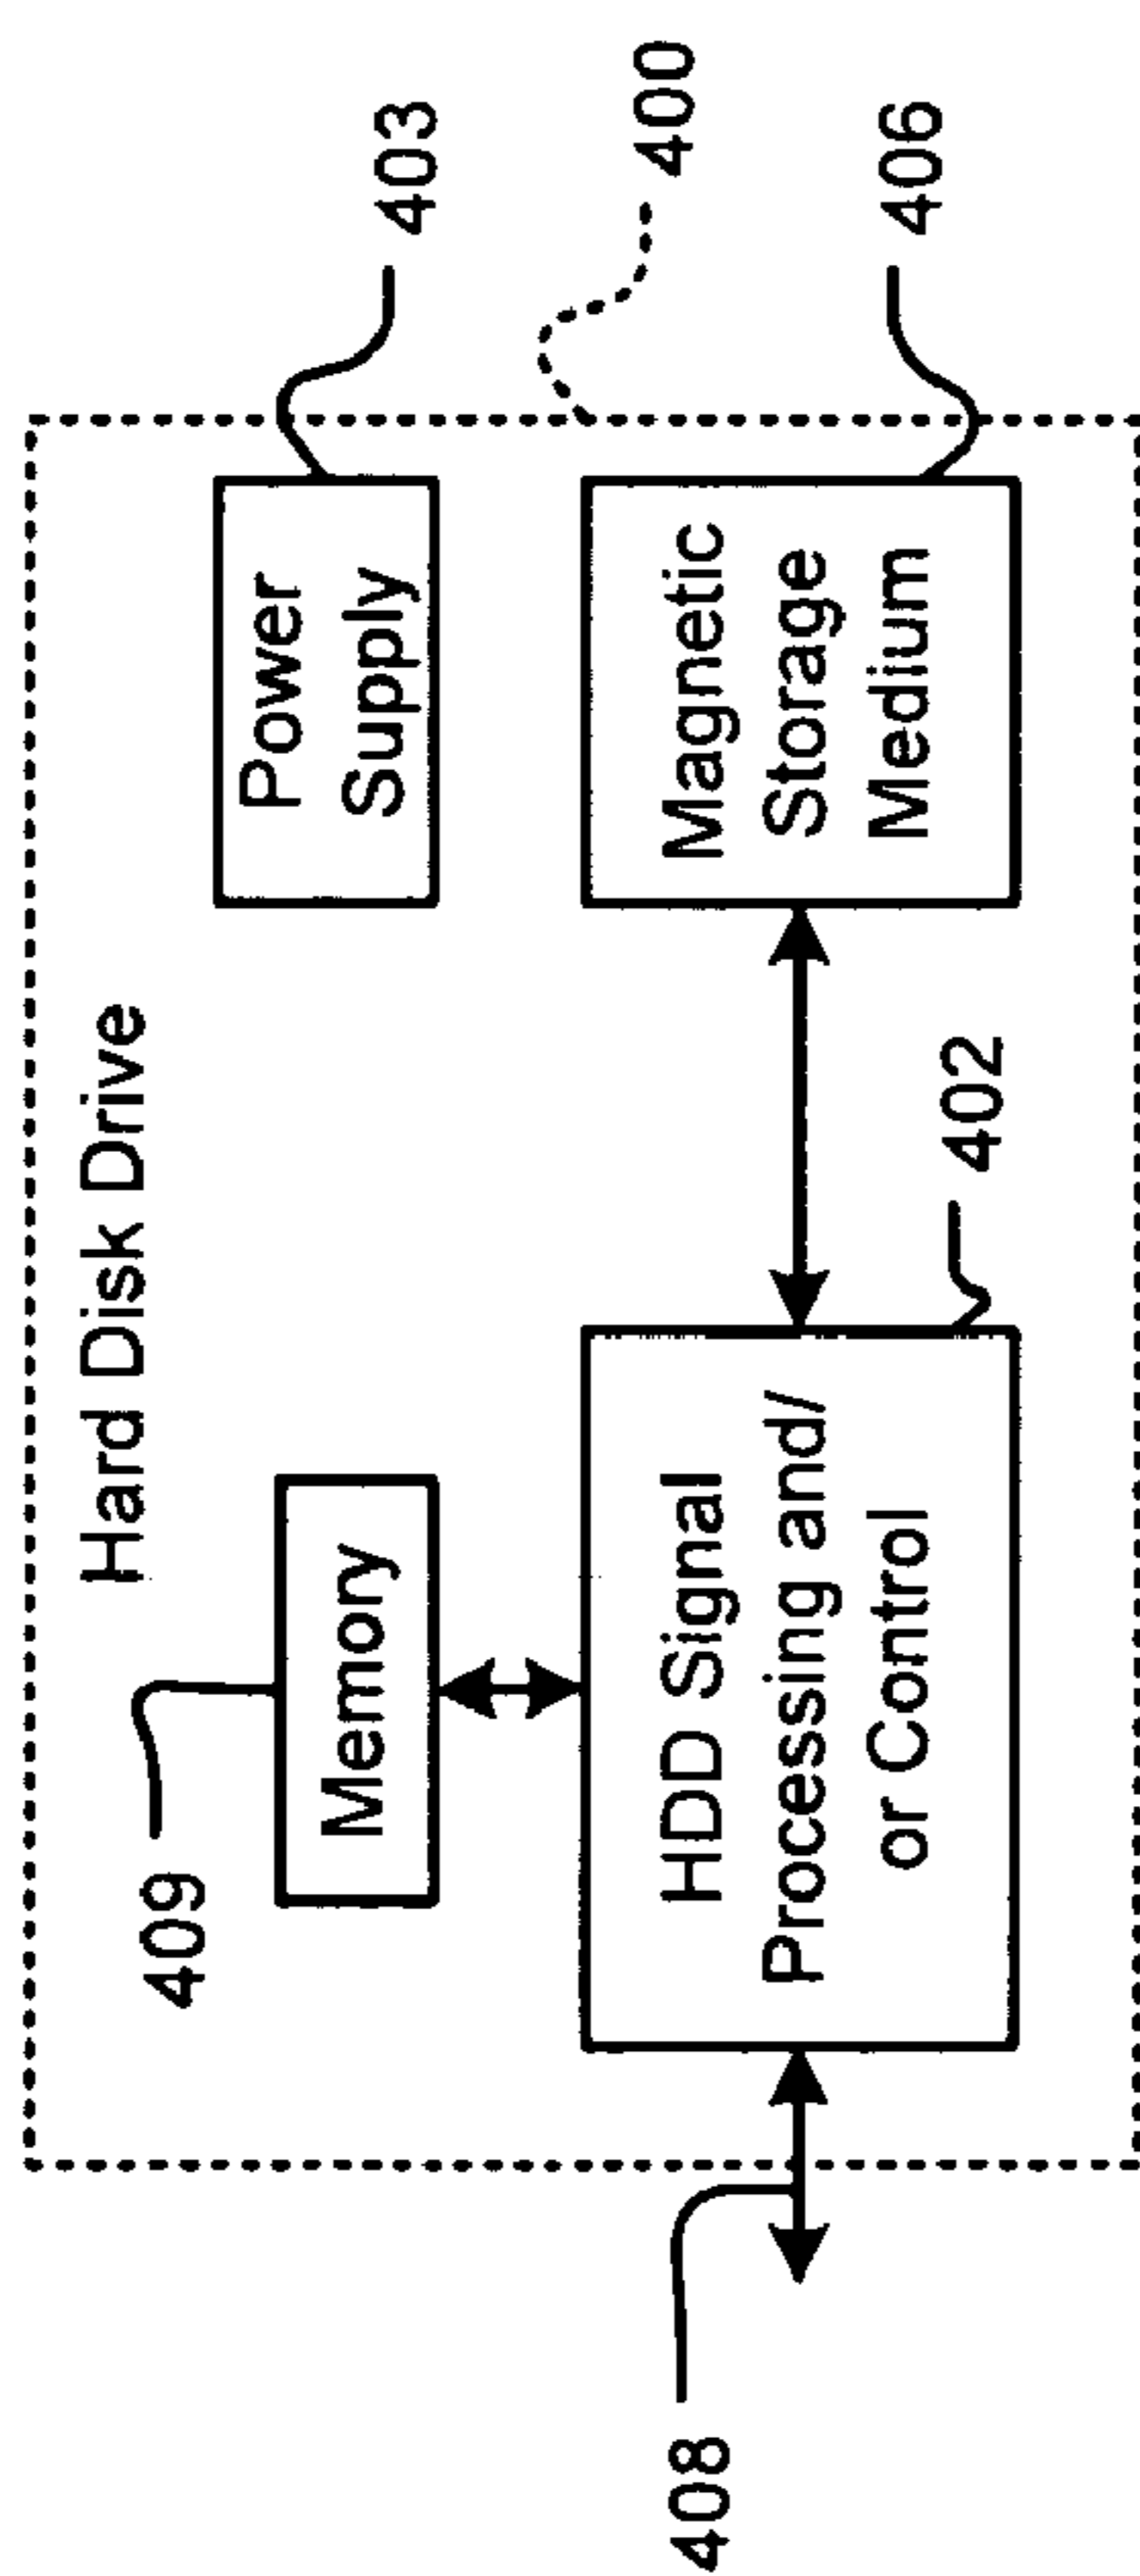 Hard Disk Drive
409
Memory
Power
Supply
403
400
408
HDD Signal
Processing and/
or Control
402
Magnetic
Storage
Medium
406